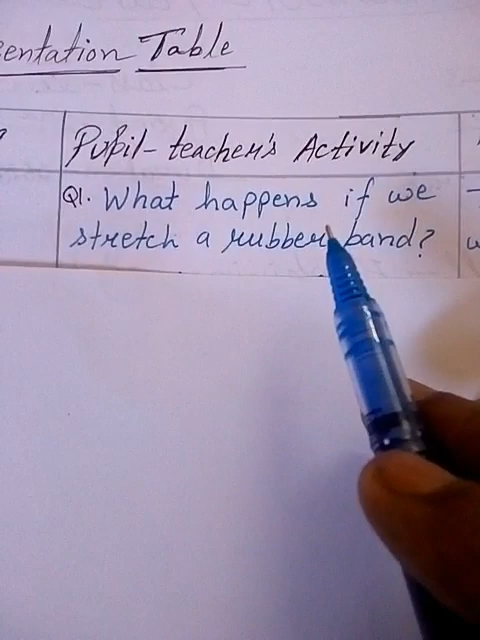 entation Table
Pupil-teacher's Activity
Q1. What happens if we
stretch a rubber band?